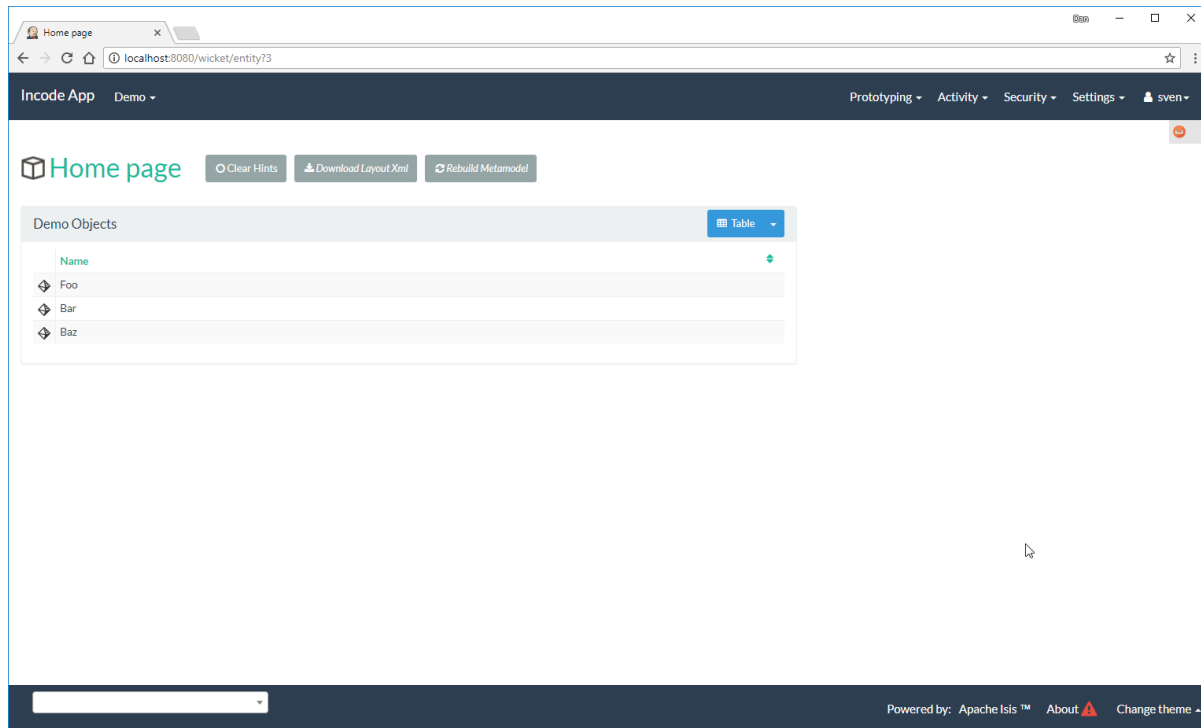 Dan
Home page
localhost:8080/wicket/entity?3
Incode App Demo Prototyping Activity Security Settings sven
Home page Clear Hints Download Layout Xml Rebuild Metamodel
Demo Objects Table
Name
Foo
Bar
Baz
Powered by: Apache Isis ™ About Change theme